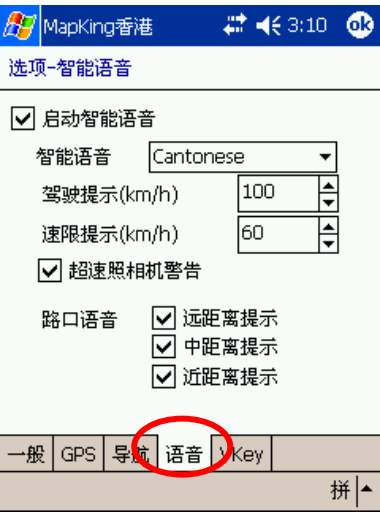 MapKing香港 3:10 ok
选项-智能语音
启动智能语音
智能语音 Cantonese
驾驶提示(km/h) 100
速限提示(km/h) 60
超速照相机警告
路口语音 远距离提示
中距离提示
近距离提示
一般 GPS 导航 语音 VKey
拼